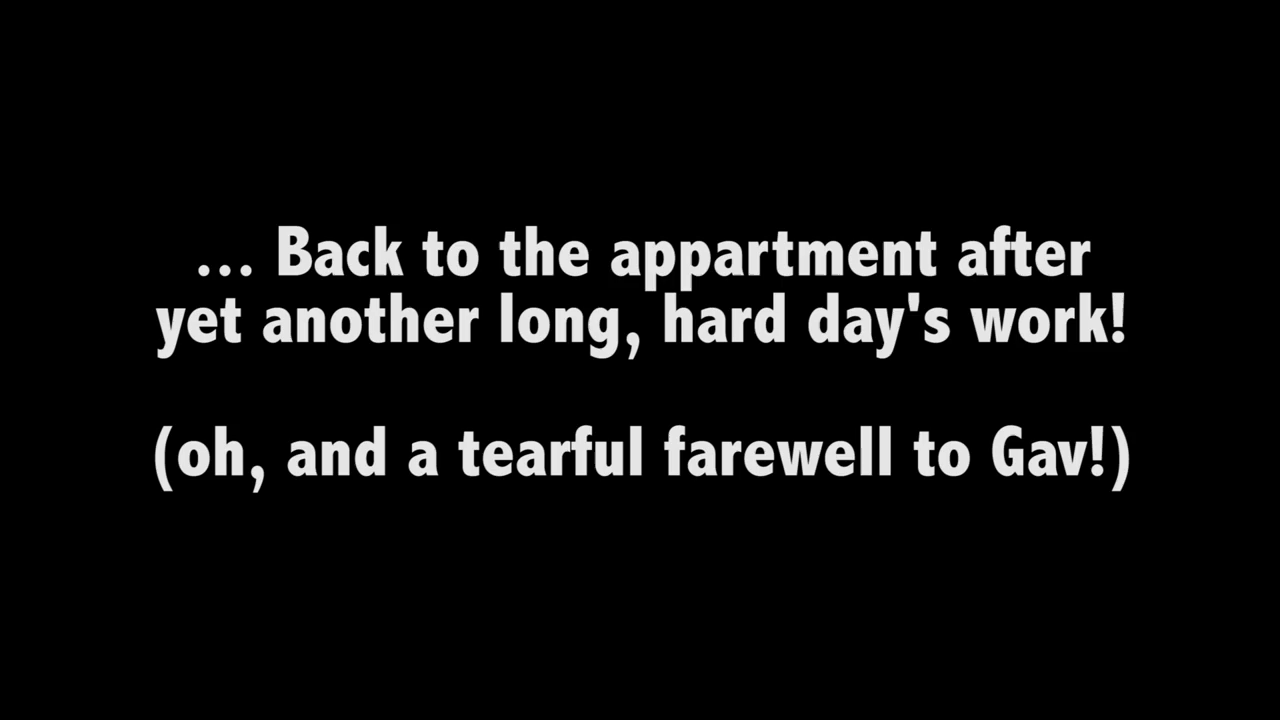 ... Back to the appartment after
yet another long, hard day's work!
(oh, and a tearful farewell to Gav!)